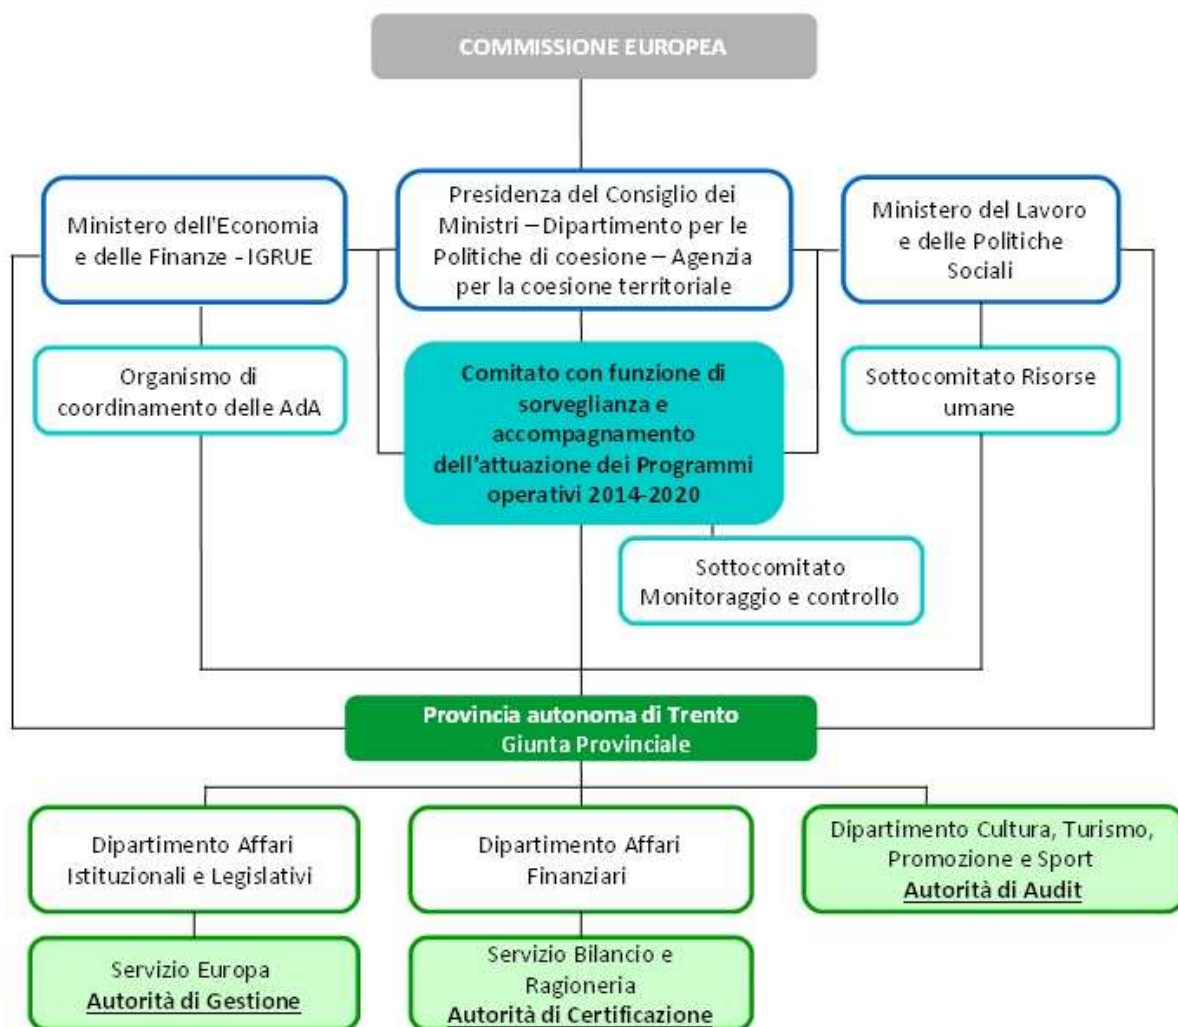 COMMISSIONE EUROPEA
Ministero dell'Economia
e delle Finanze - IGRUE
Presidenza del Consiglio dei
Ministri – Dipartimento per le
Politiche di coesione – Agenzia
per la coesione territoriale
Ministero del Lavoro
e delle Politiche
Sociali
Organismo di
coordinamento delle AdA
Comitato con funzione di
sorveglianza e
accompagnamento
dell'attuazione dei Programmi
operativi 2014-2020
Sottocomitato Risorse
umane
Sottocomitato
Monitoraggio e controllo
Provincia autonoma di Trento
Giunta Provinciale
Dipartimento Affari
Istituzionali e Legislativi
Dipartimento Affari
Finanziari
Dipartimento Cultura, Turismo,
Promozione e Sport
Autorità di Audit
Servizio Europa
Autorità di Gestione
Servizio Bilancio e
Ragioneria
Autorità di Certificazione